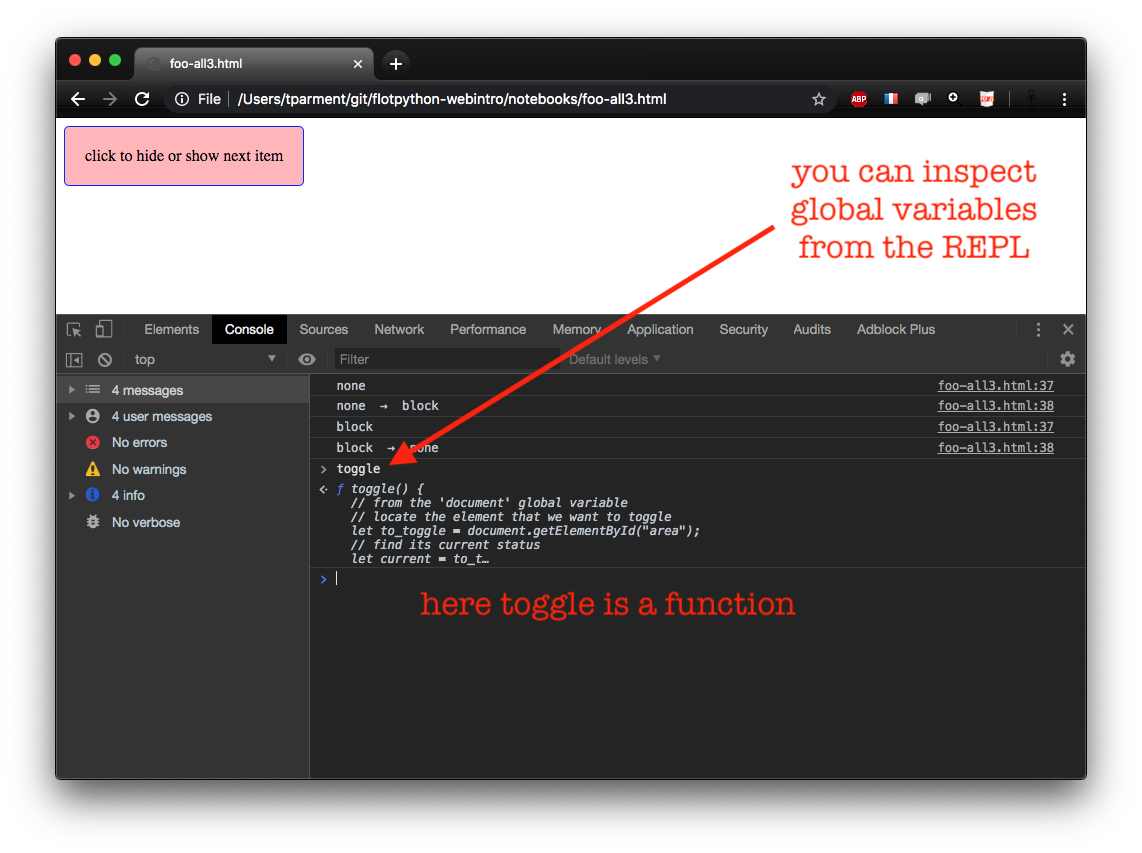 foo-all3.html
File /Users/tparment/git/flotpython-webintro/notebooks/foo-all3.html
ABP
click to hide or show next item
you can inspect
global variables
from the REPL
Elements Console Sources Network Performance Memory Application Security Audits Adblock Plus
top Filter Default levels
4 messages
4 user messages
No errors
No warnings
4 info
No verbose
none foo-all3.html:37
none → block foo-all3.html:38
block foo-all3.html:37
block → none foo-all3.html:38
> toggle
ƒ toggle() {
// from the 'document' global variable
// locate the element that we want to toggle
let to_toggle = document.getElementById("area");
// find its current status
let current = to_t…
>
here toggle is a function